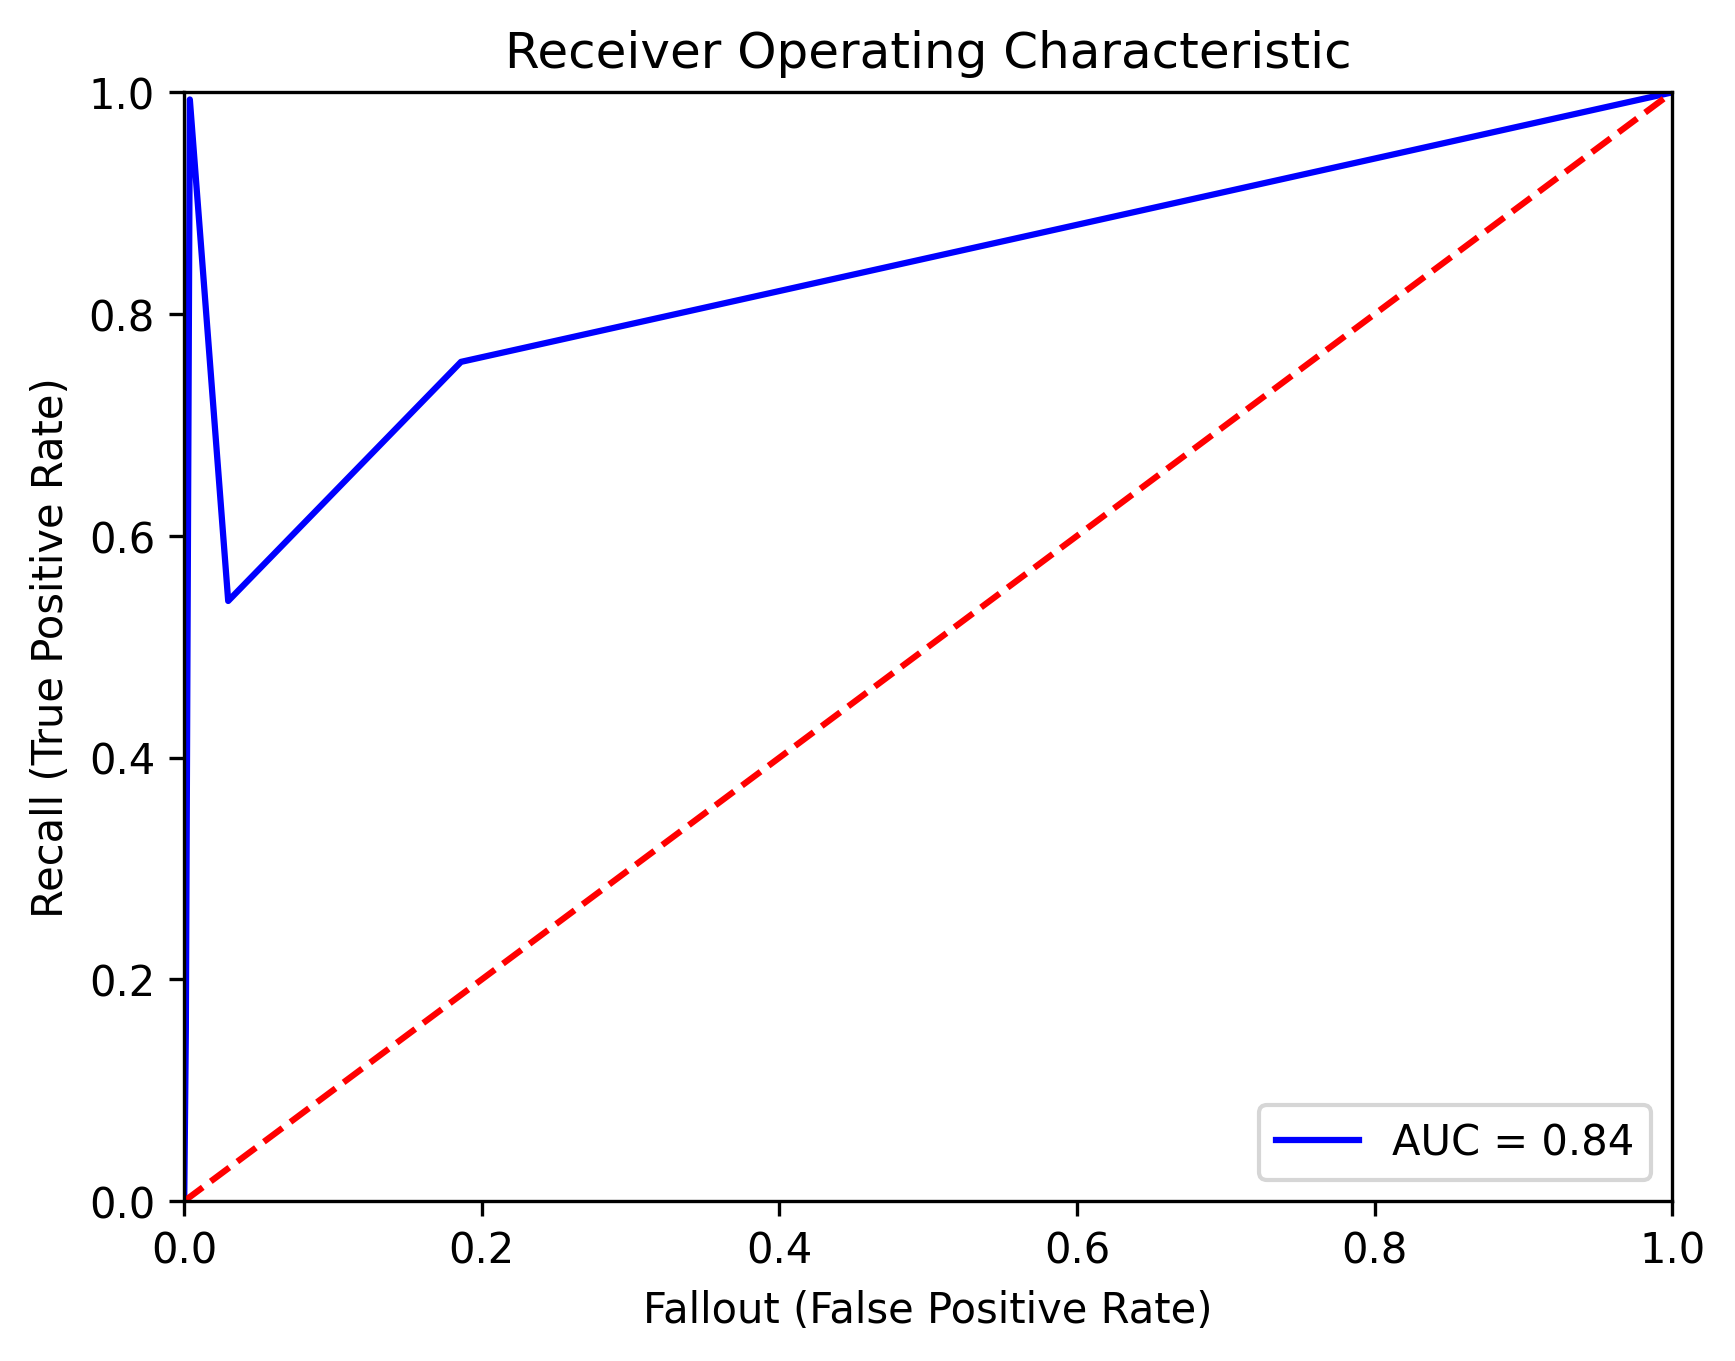 Receiver Operating Characteristic
1.0
0.8
0.6
0.4
0.2
0.0
Recall (True Positive Rate)
AUC = 0.84
0.0 0.2 0.4 0.6 0.8 1.0
Fallout (False Positive Rate)